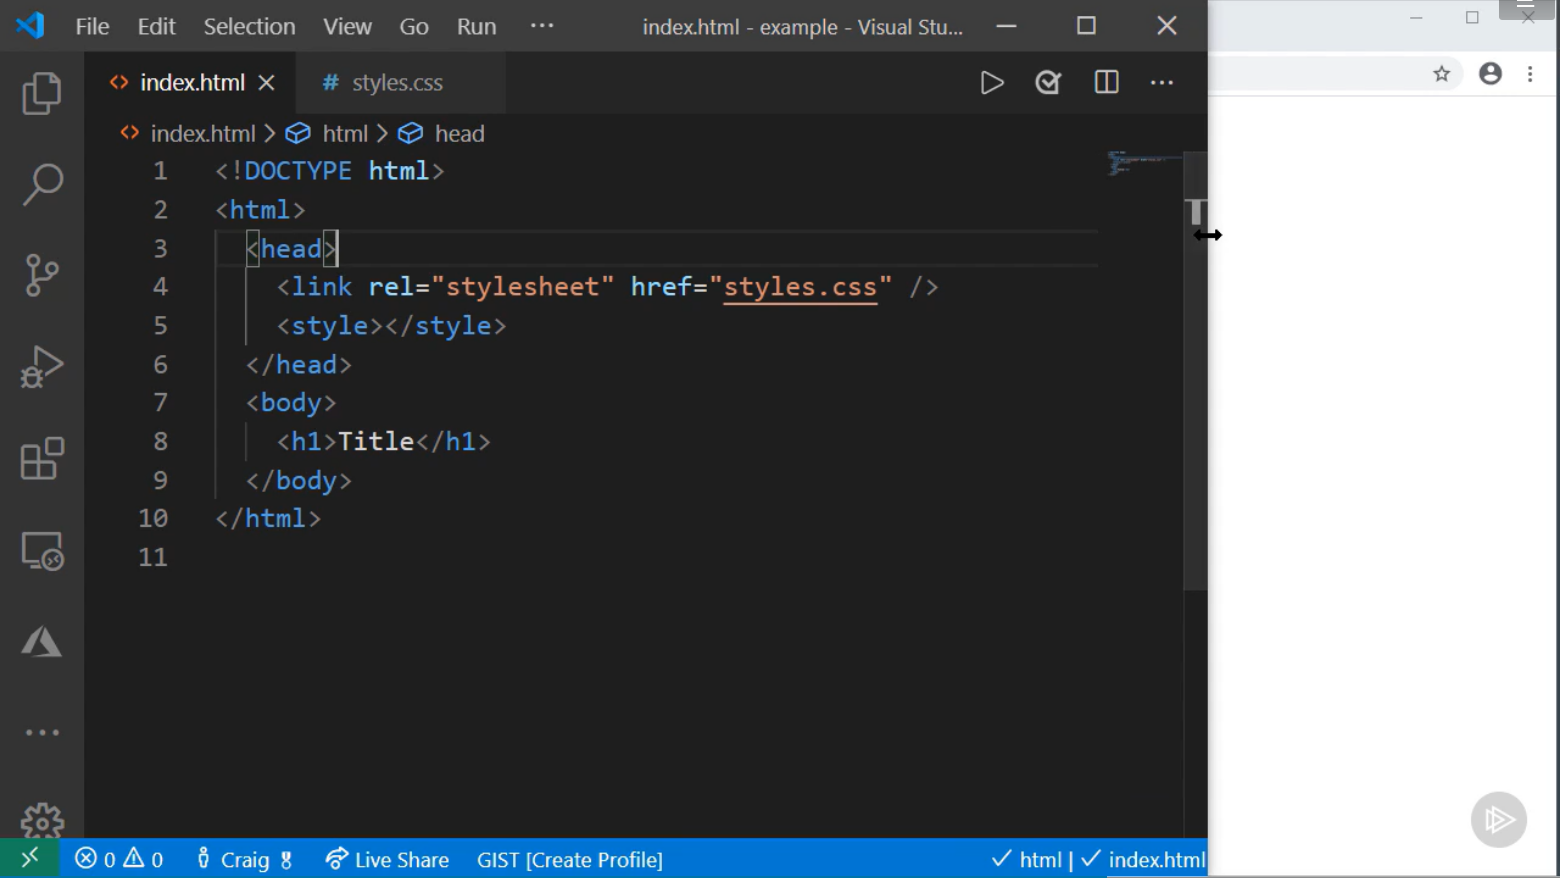 File Edit Selection View Go Run ··· index.html - example - Visual Stu...
index.html styles.css
index.html > html > head
1 <!DOCTYPE html>
2 <html>
3 <head>
4 <link rel="stylesheet" href="styles.css" />
5 <style></style>
6 </head>
7 <body>
8 <h1>Title</h1>
9 </body>
10 </html>
11
0 0 Craig Live Share GIST [Create Profile] html | index.html